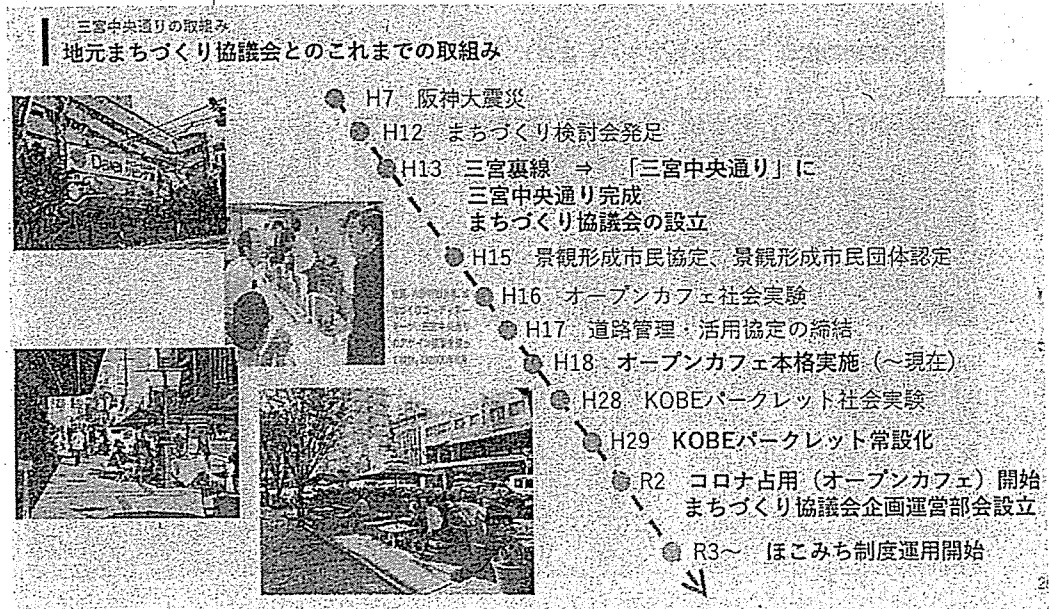 三宮中央通りの取組み
地元まちづくり協議会とのこれまでの取組み
H7 阪神大震災
H12 まちづくり検討会発足
H13 三宮裏線 ⇒ 「三宮中央通り」に
三宮中央通り完成
まちづくり協議会の設立
H15 景観形成市民協定、景観形成市民団体認定
H16 オープンカフェ社会実験
H17 道路管理・活用協定の締結
H18 オープンカフェ本格実施（～現在）
H28 KOBEパークレット社会実験
H29 KOBEパークレット常設化
R2 コロナ占用（オープンカフェ）開始
まちづくり協議会企画運営部会設立
R3～ ほこみち制度運用開始